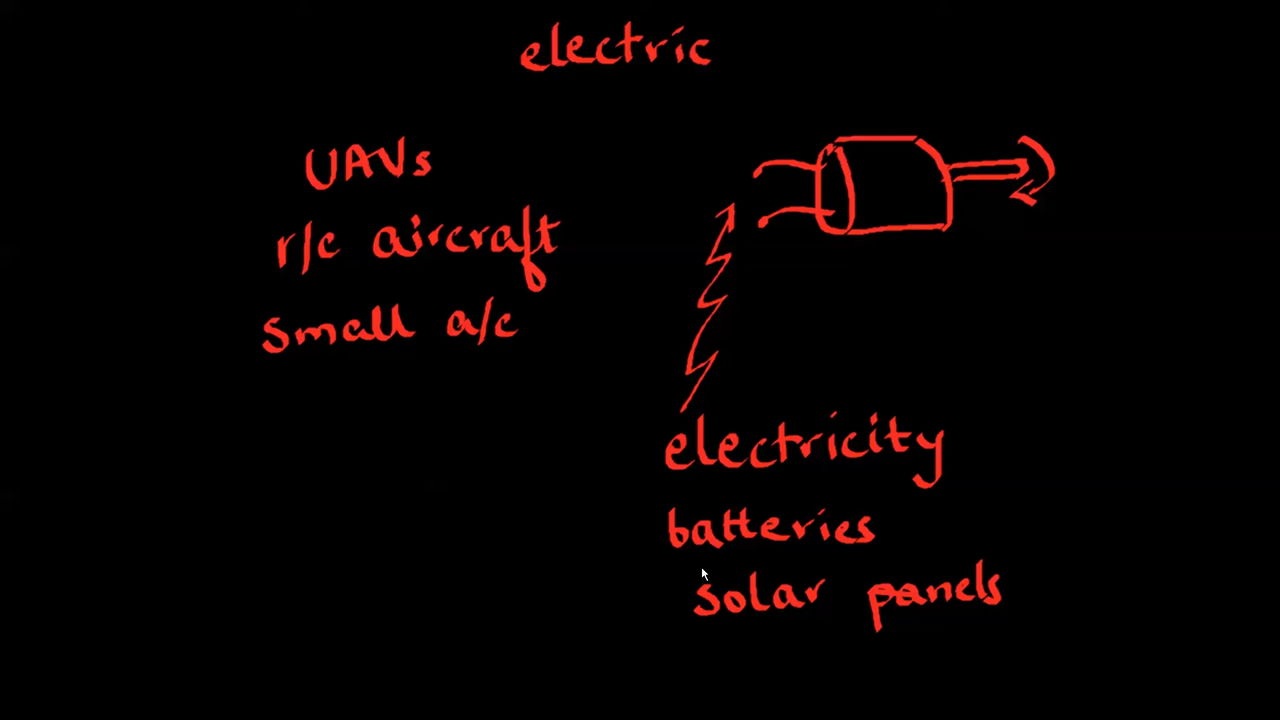 electric
UAVs
r/c aircraft
small a/c
electricity
batteries
solar panels